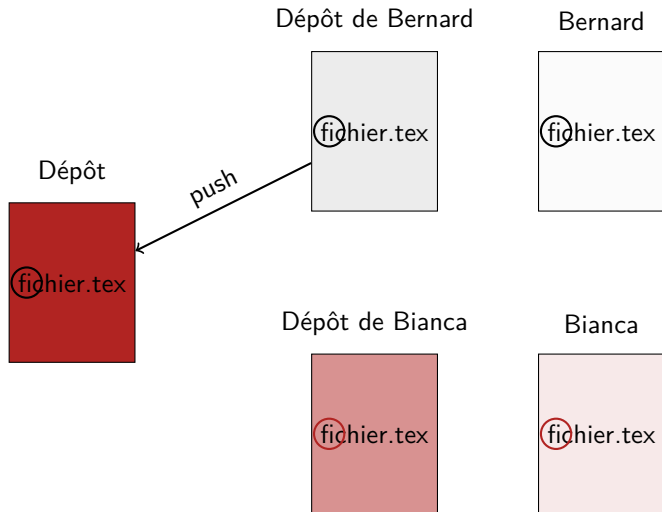 Dépôt de Bernard
Bernard
fichier.tex
fichier.tex
Dépôt
push
fichier.tex
Dépôt de Bianca
Bianca
fichier.tex
fichier.tex